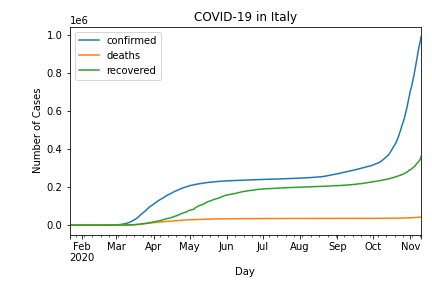 COVID-19 in Italy
1e6
confirmed
deaths
recovered
Number of Cases
1.0
0.8
0.6
0.4
0.2
0.0
Feb Mar Apr May Jun Jul Aug Sep Oct Nov
2020
Day